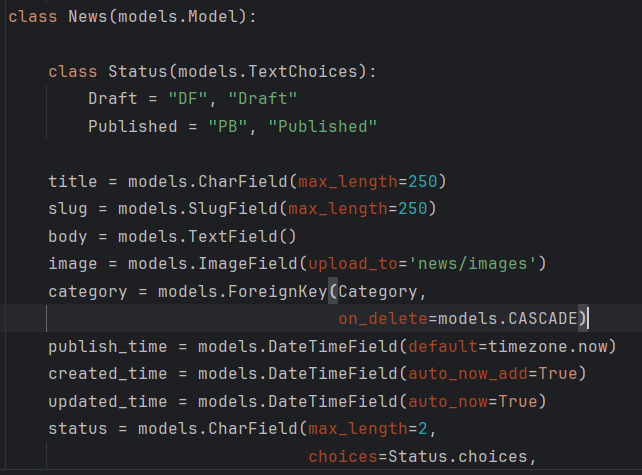 class News(models.Model):
class Status(models.TextChoices):
Draft = "DF", "Draft"
Published = "PB", "Published"
title = models.CharField(max_length=250)
slug = models.SlugField(max_length=250)
body = models.TextField()
image = models.ImageField(upload_to='news/images')
category = models.ForeignKey(Category,
on_delete=models.CASCADE)
publish_time = models.DateTimeField(default=timezone.now)
created_time = models.DateTimeField(auto_now_add=True)
updated_time = models.DateTimeField(auto_now=True)
status = models.CharField(max_length=2,
choices=Status.choices,